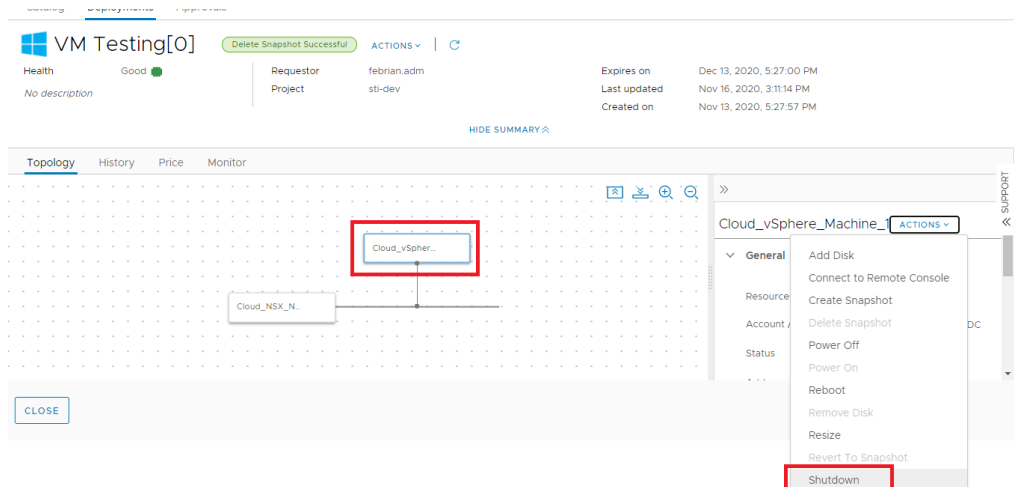 Catalog Deployments Approvals
VM Testing[0] Delete Snapshot Successful ACTIONS
Health Good Requestor febrian.adm Expires on Dec 13, 2020, 5:27:00 PM
No description Project sti-dev Last updated Nov 16, 2020, 3:11:14 PM
Created on Nov 13, 2020, 5:27:57 PM
HIDE SUMMARY
Topology History Price Monitor
SUPPORT
Cloud_vSphere_Machine_1 ACTIONS
Cloud_vSpher...
Cloud_NSX_N...
General
Resource
Account /
DC
Status
Add Disk
Connect to Remote Console
Create Snapshot
Delete Snapshot
Power Off
Power On
Reboot
Remove Disk
Resize
Revert To Snapshot
Shutdown
CLOSE